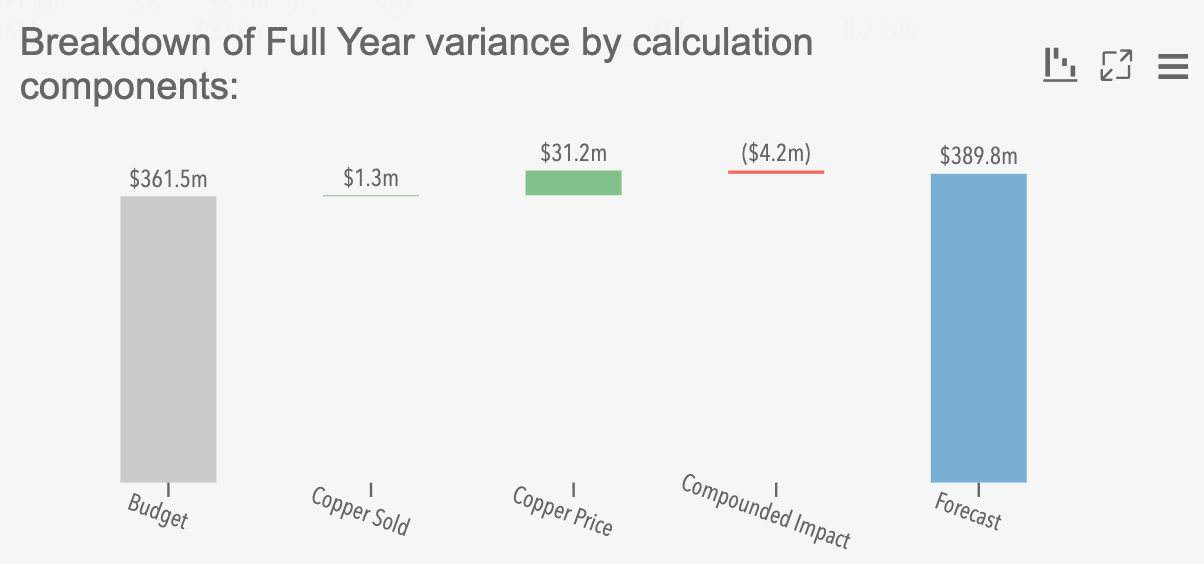 Breakdown of Full Year variance by calculation
components:
$361.5m
$1.3m
$31.2m
($4.2m)
$389.8m
Budget
Copper Sold
Copper Price
Compounded Impact
Forecast